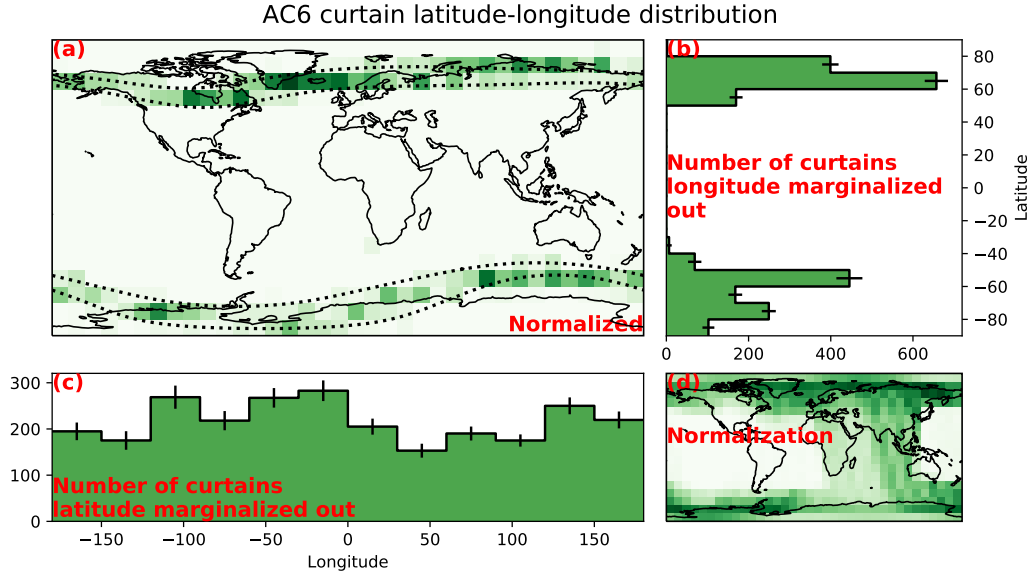 AC6 curtain latitude-longitude distribution
(a)
Normalized
(b)
Number of curtains
longitude marginalized
out
80
60
40
20
0
−20
−40
−60
−80
Latitude
0 200 400 600
(c)
300
200
100
0
Number of curtains
latitude marginalized out
−150 −100 −50 0 50 100 150
Longitude
(d)
Normalization